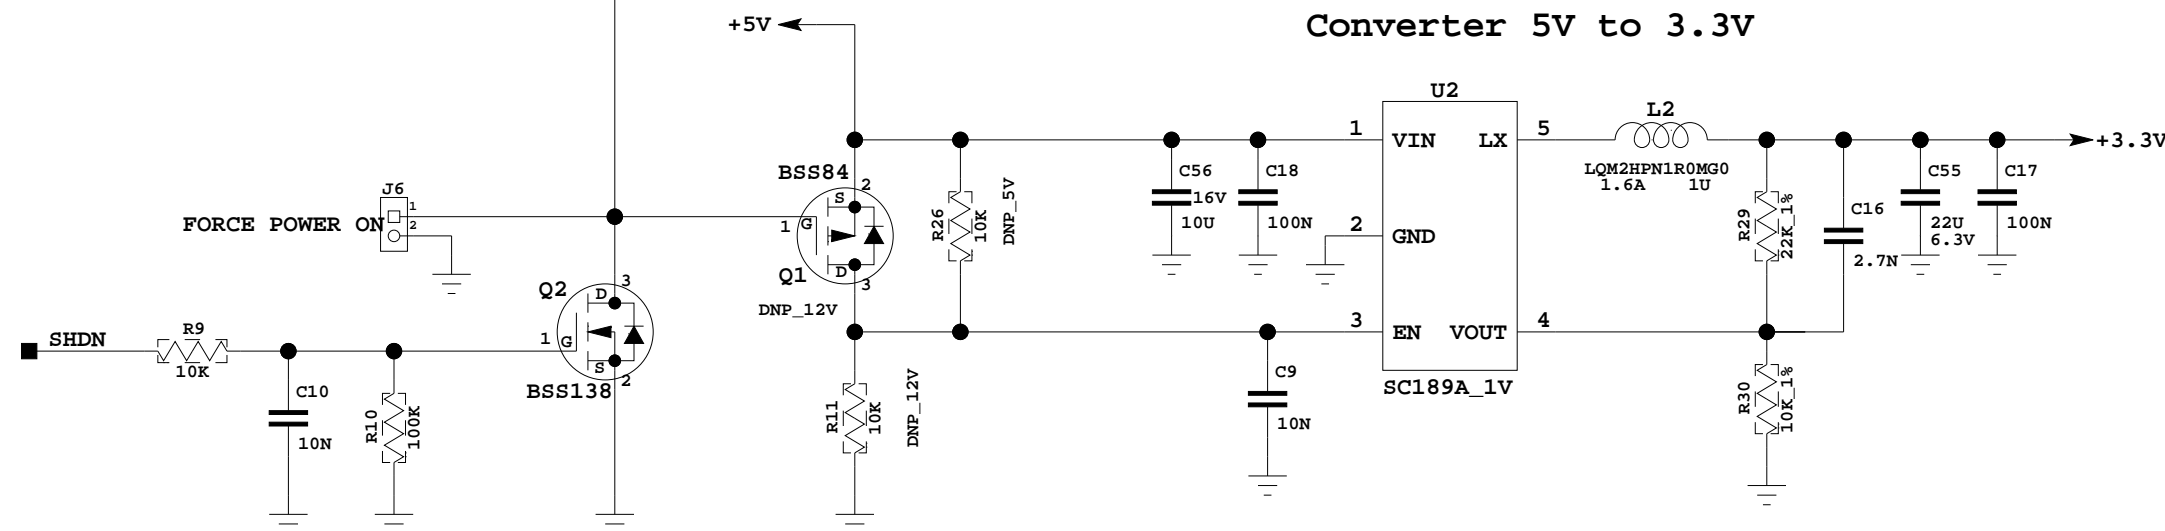 Converter 5V to 3.3V
+5V
U2
L2
1
VIN
LX
5
+3.3V
BSS84
2
S
1
G
D
Q1
3
DNP_12V
R26
10K
DNP_5V
C56
16V
10U
C18
100N
LQM2HPN1R0MG0
1.6A
1U
R29
22K_1%
C16
2.7N
C55
22U
6.3V
C17
100N
J6
1
2
FORCE POWER ON
2
GND
Q2
3
D
1
G
S
2
BSS138
SHDN
R9
10K
C10
10N
R10
100K
R11
10K
DNP_12V
3
EN
VOUT
4
C9
10N
SC189A_1V
R30
10K_1%